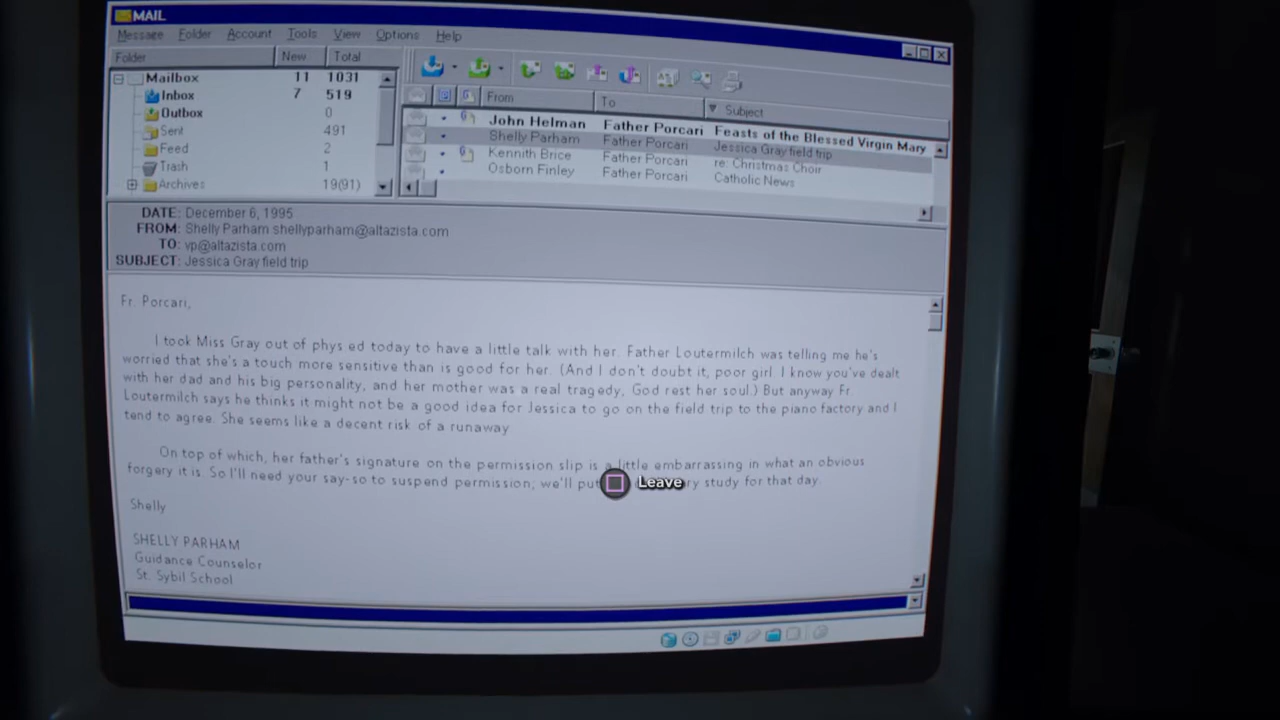 MAIL
Message Folder Account Tools View Options Help
Folder New Total
Mailbox 11 1031
Inbox 7 519
Outbox 0
Sent 491
Feed 2
Trash 1
Archives 19(91)
From To Subject
John Helman Father Porcari Feasts of the Blessed Virgin Mary
Shelly Parham Father Porcari Jessica Gray field trip
Kennith Brice Father Porcari re: Christmas Choir
Osborn Finley Father Porcari Catholic News
DATE: December 6, 1995
FROM: Shelly Parham shellyparham@altazista.com
TO: vp@altazista.com
SUBJECT: Jessica Gray field trip
Fr. Porcari,
I took Miss Gray out of phys ed today to have a little talk with her. Father Loutermilch was telling me he's
worried that she's a touch more sensitive than is good for her. (And I don't doubt it, poor girl. I know you've dealt
with her dad and his big personality, and her mother was a real tragedy, God rest her soul.) But anyway Fr.
Loutermilch says he thinks it might not be a good idea for Jessica to go on the field trip to the piano factory and I
tend to agree. She seems like a decent risk of a runaway.
On top of which, her father's signature on the permission slip is a little embarrassing in what an obvious
forgery it is. So I'll need your say-so to suspend permission; we'll put study for that day.
Leave
Shelly
SHELLY PARHAM
Guidance Counselor
St. Sybil School